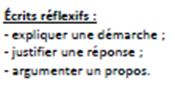 Écrits réflexifs :
- expliquer une démarche ;
- justifier une réponse ;
- argumenter un propos.